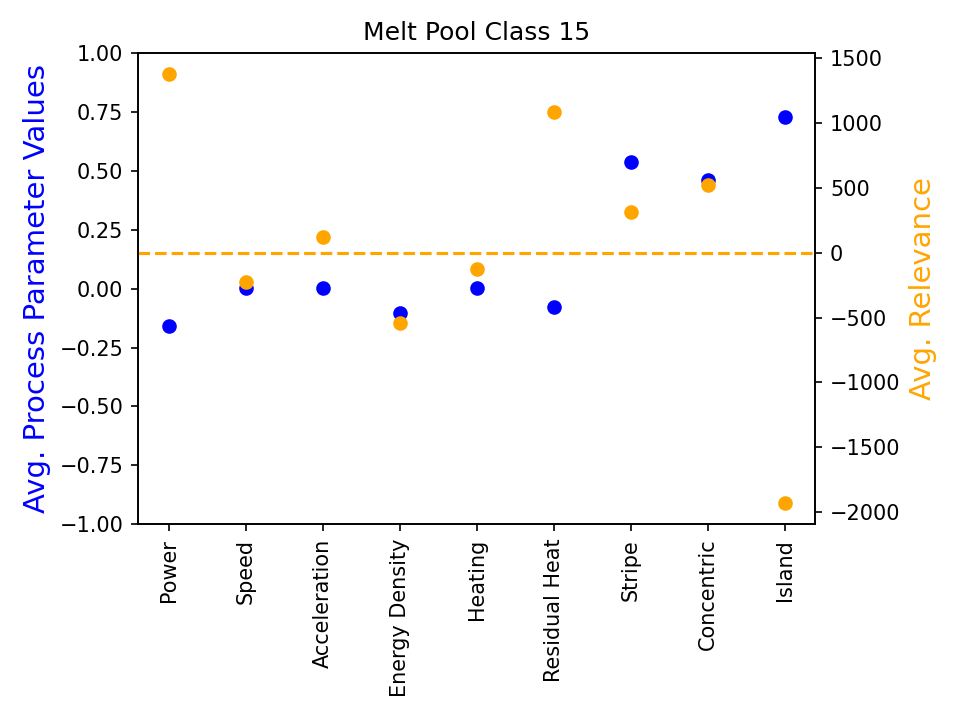 Melt Pool Class 15
Avg. Process Parameter Values
1.00
0.75
0.50
0.25
0.00
−0.25
−0.50
−0.75
−1.00
1500
1000
500
0
−500
−1000
−1500
−2000
Avg. Relevance
Power
Speed
Acceleration
Energy Density
Heating
Residual Heat
Stripe
Concentric
Island